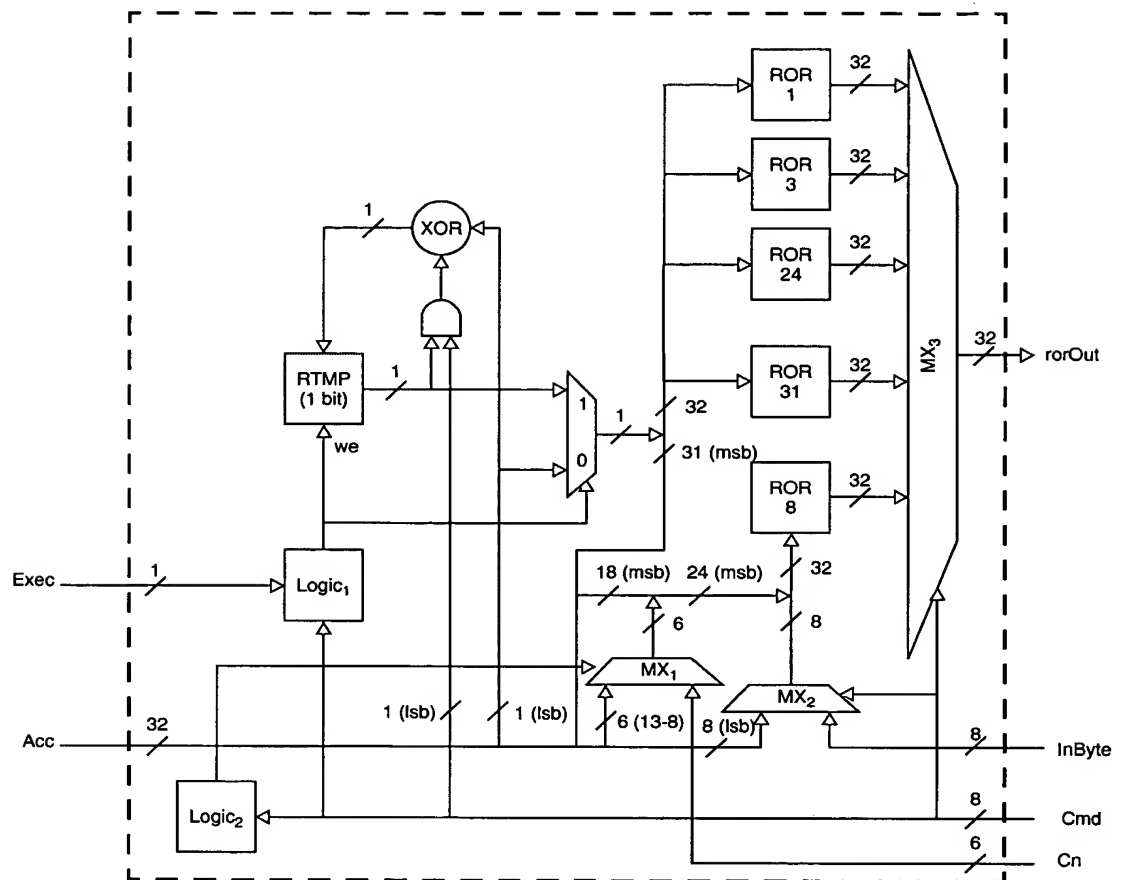 ROR
1
32
ROR
3
32
ROR
24
32
ROR
31
32
ROR
8
32
MX3
32
rorOut
1
XOR
RTMP
(1 bit)
1
we
1
0
1
32
31 (msb)
Exec
1
Logic1
18 (msb)
24 (msb)
32
6
8
MX1
MX2
1 (lsb)
1 (lsb)
6 (13-8)
8 (lsb)
Acc
32
8
InByte
Logic2
8
Cmd
6
Cn